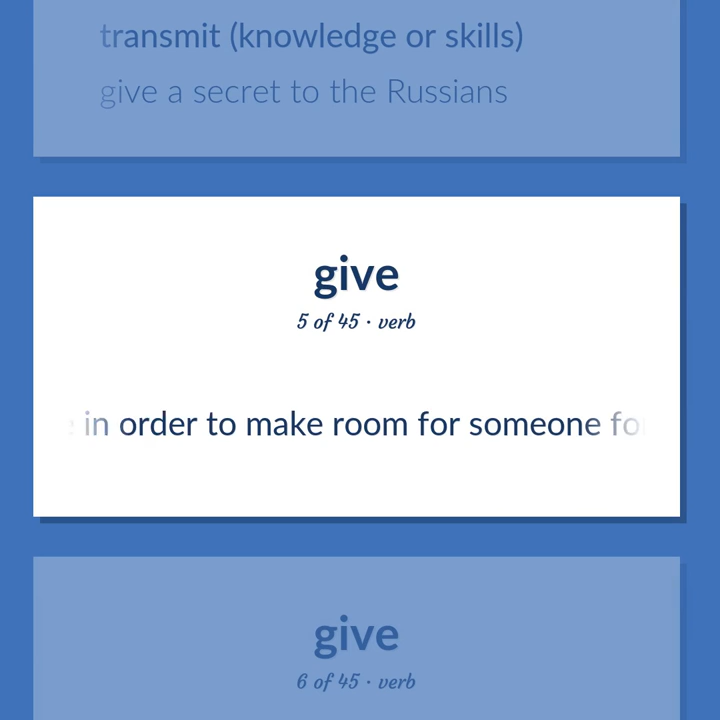 transmit (knowledge or skills)
give a secret to the Russians
give
5 of 45 · verb
in order to make room for someone
give
6 of 45 · verb